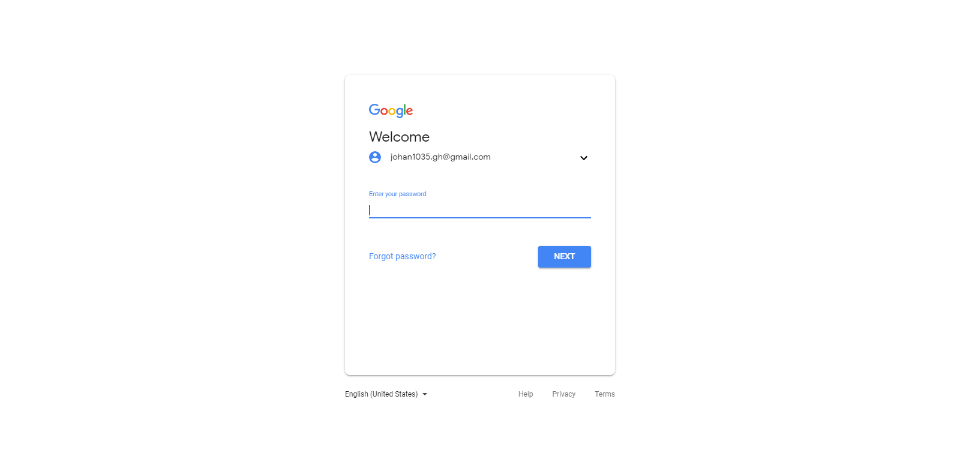 Google
Welcome
johan1035.gh@gmail.com
Enter your password
Forgot password?
NEXT
English (United States)
Help
Privacy
Terms